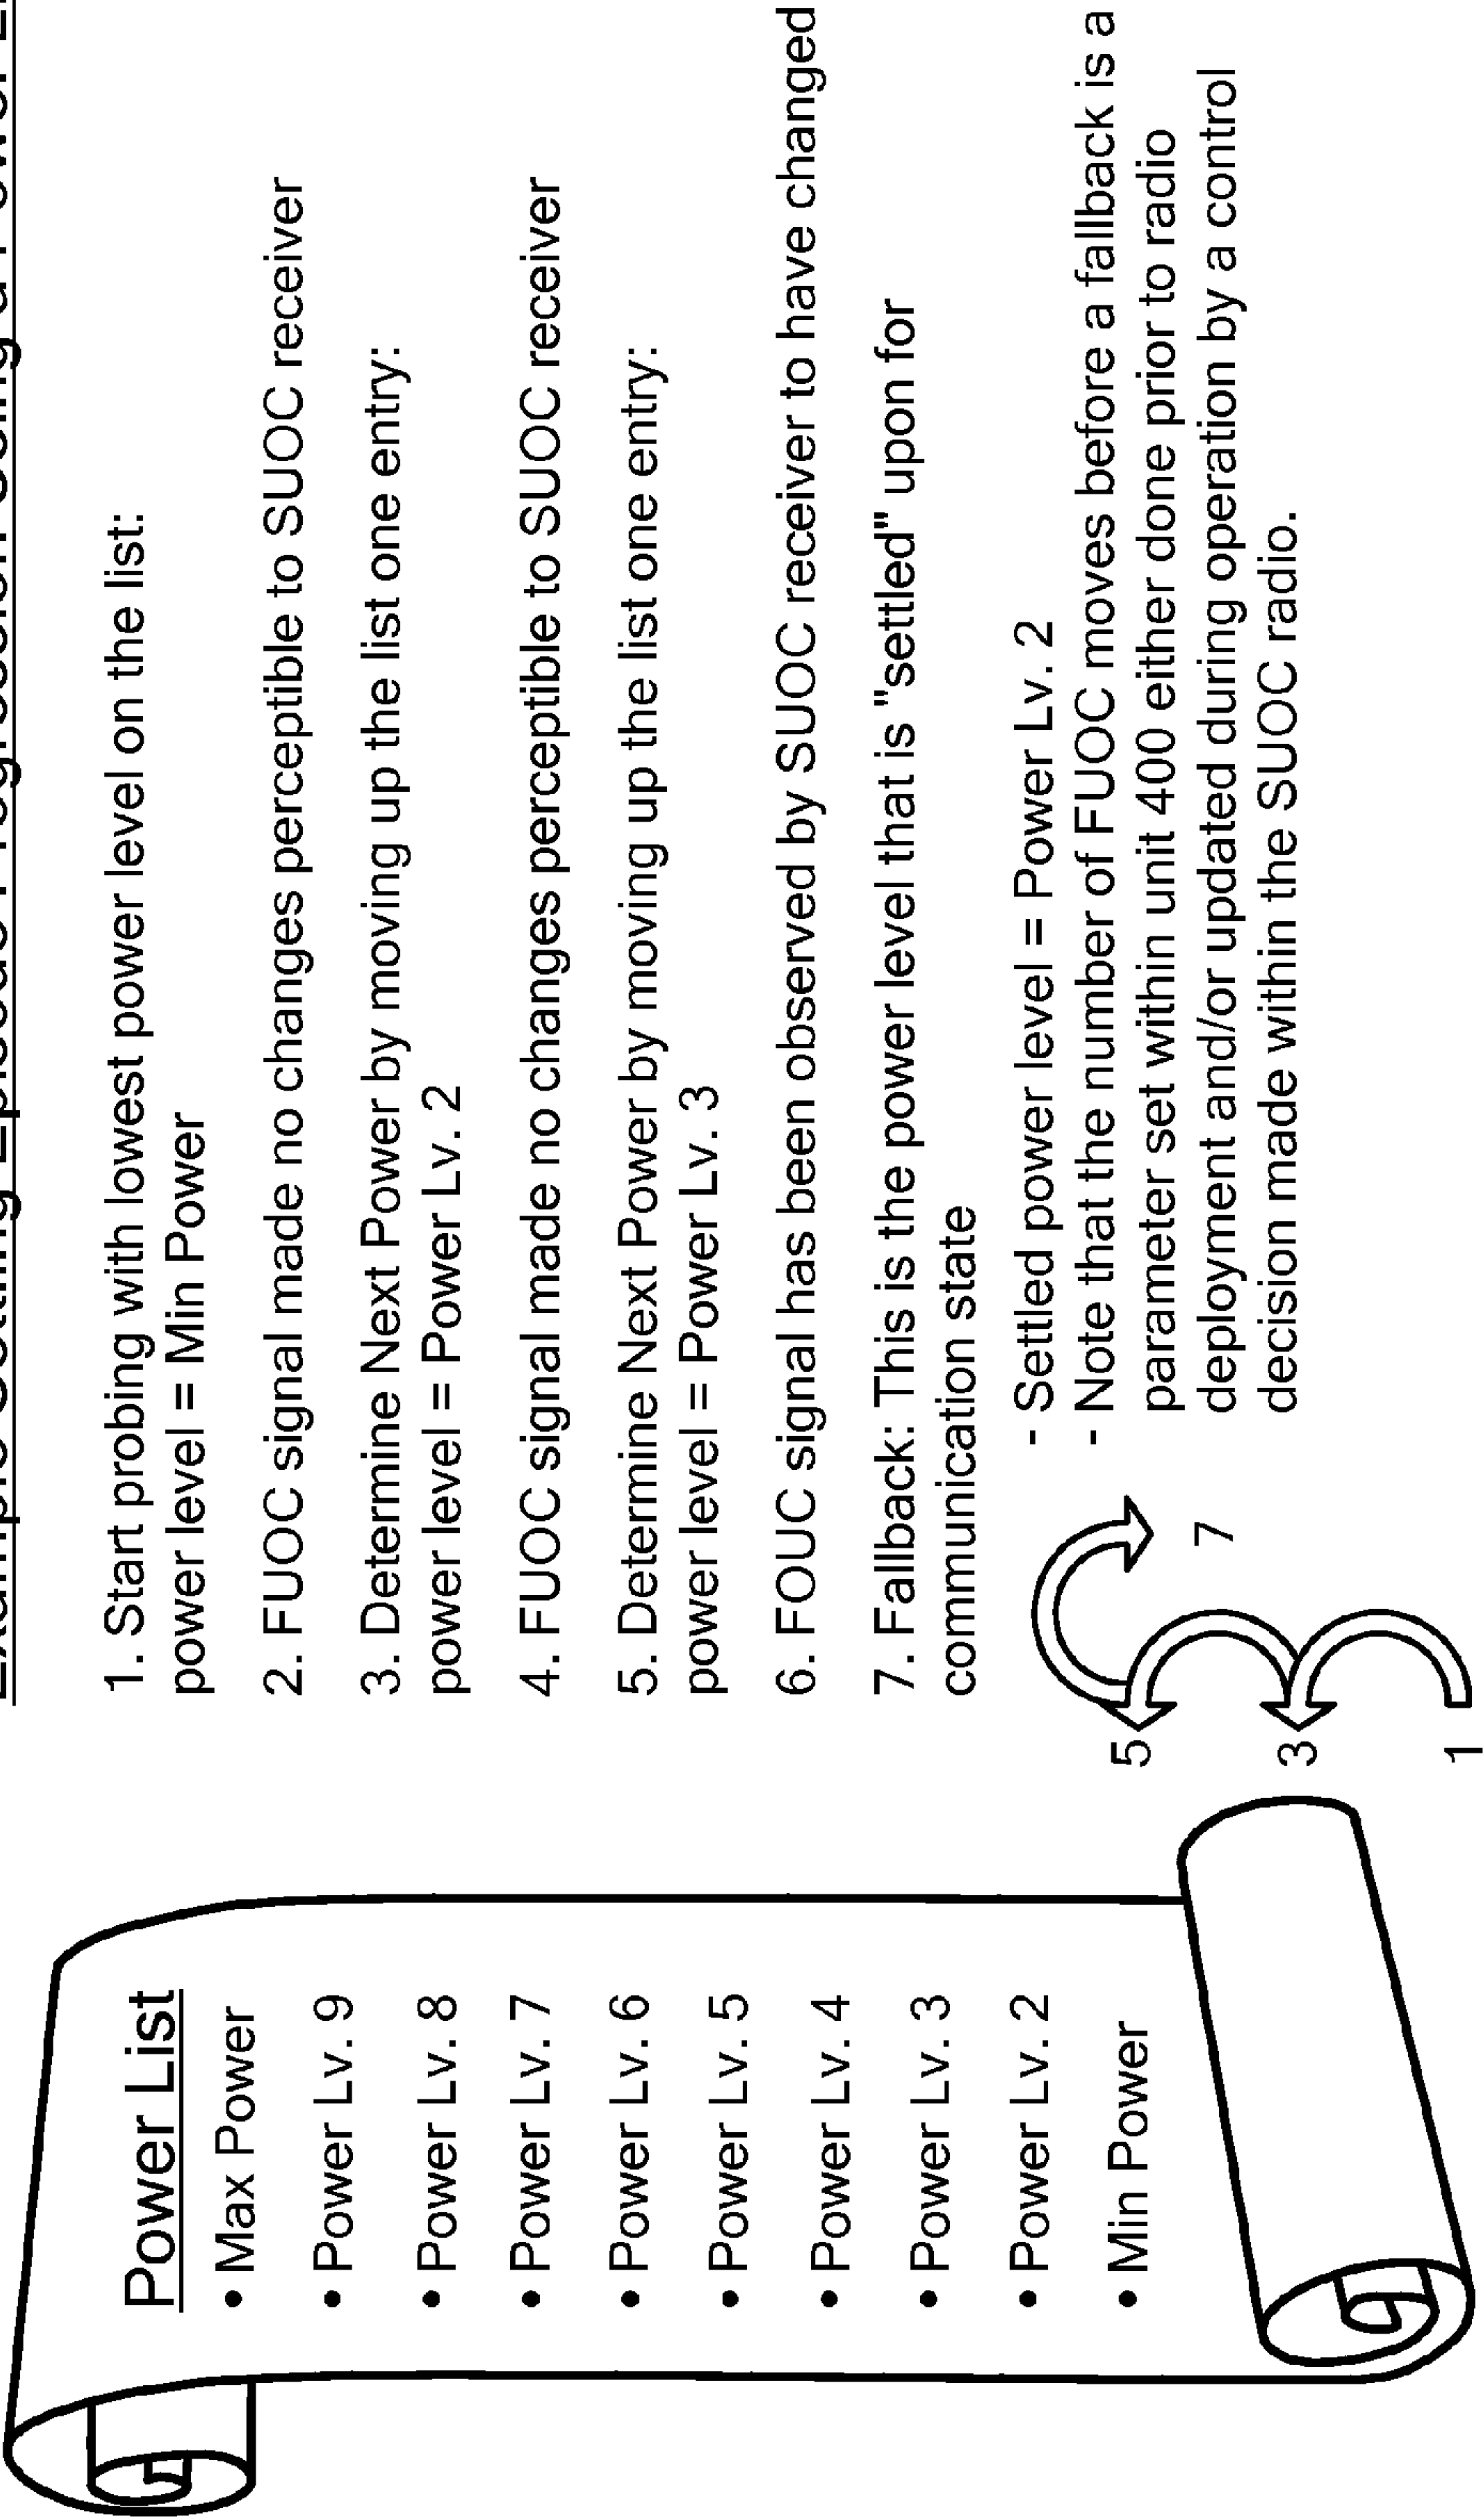 Example Settling Episode Using a Power
Power List
• Max Power
• Power Lv. 9
• Power Lv. 8
• Power Lv. 7
• Power Lv. 6
• Power Lv. 5
• Power Lv. 4
• Power Lv. 3
• Power Lv. 2
• Min Power
5
3
1
7
1. Start probing with lowest power level on the list:
power level = Min Power
2. FUOC signal made no changes perceptible to SUOC receiver
3. Determine Next Power by moving up the list one entry:
power level = Power Lv. 2
4. FUOC signal made no changes perceptible to SUOC receiver
5. Determine Next Power by moving up the list one entry:
power level = Power Lv. 3
6. FOUC signal has been observed by SUOC receiver to have changed
7. Fallback: This is the power level that is "settled" upon for
communication state
- Settled power level = Power Lv. 2
- Note that the number of FUOC moves before a fallback is a
parameter set within unit 400 either done prior to radio
deployment and/or updated during operation by a control
decision made within the SUOC radio.